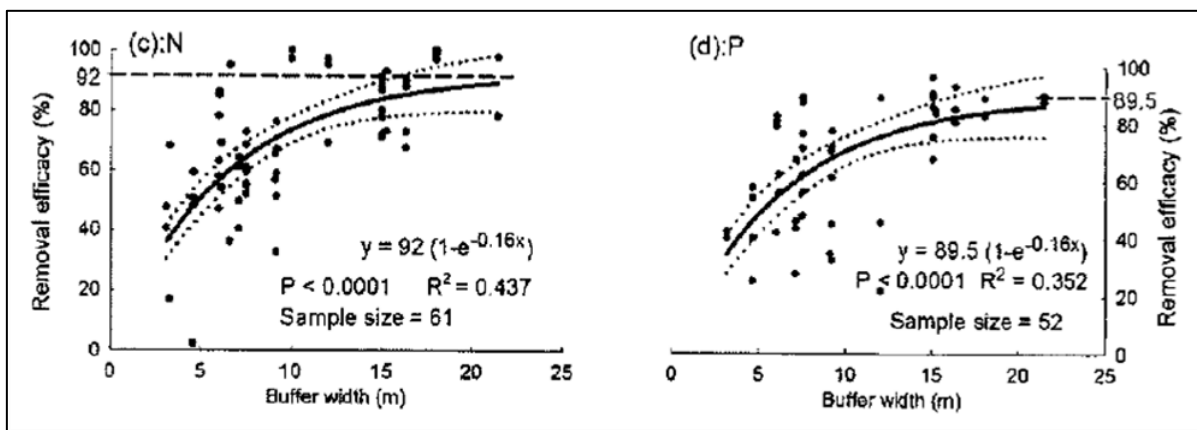 (c):N
Removal efficacy (%)
100
92
80
60
40
20
0
y = 92 (1-e^-0.16x)
P < 0.0001 R² = 0.437
Sample size = 61
0 5 10 15 20 25
Buffer width (m)
(d):P
100
89.5
80
60
40
20
0
Removal efficacy (%)
y = 89.5 (1-e^-0.16x)
P < 0.0001 R² = 0.352
Sample size = 52
0 5 10 15 20 25
Buffer width (m)